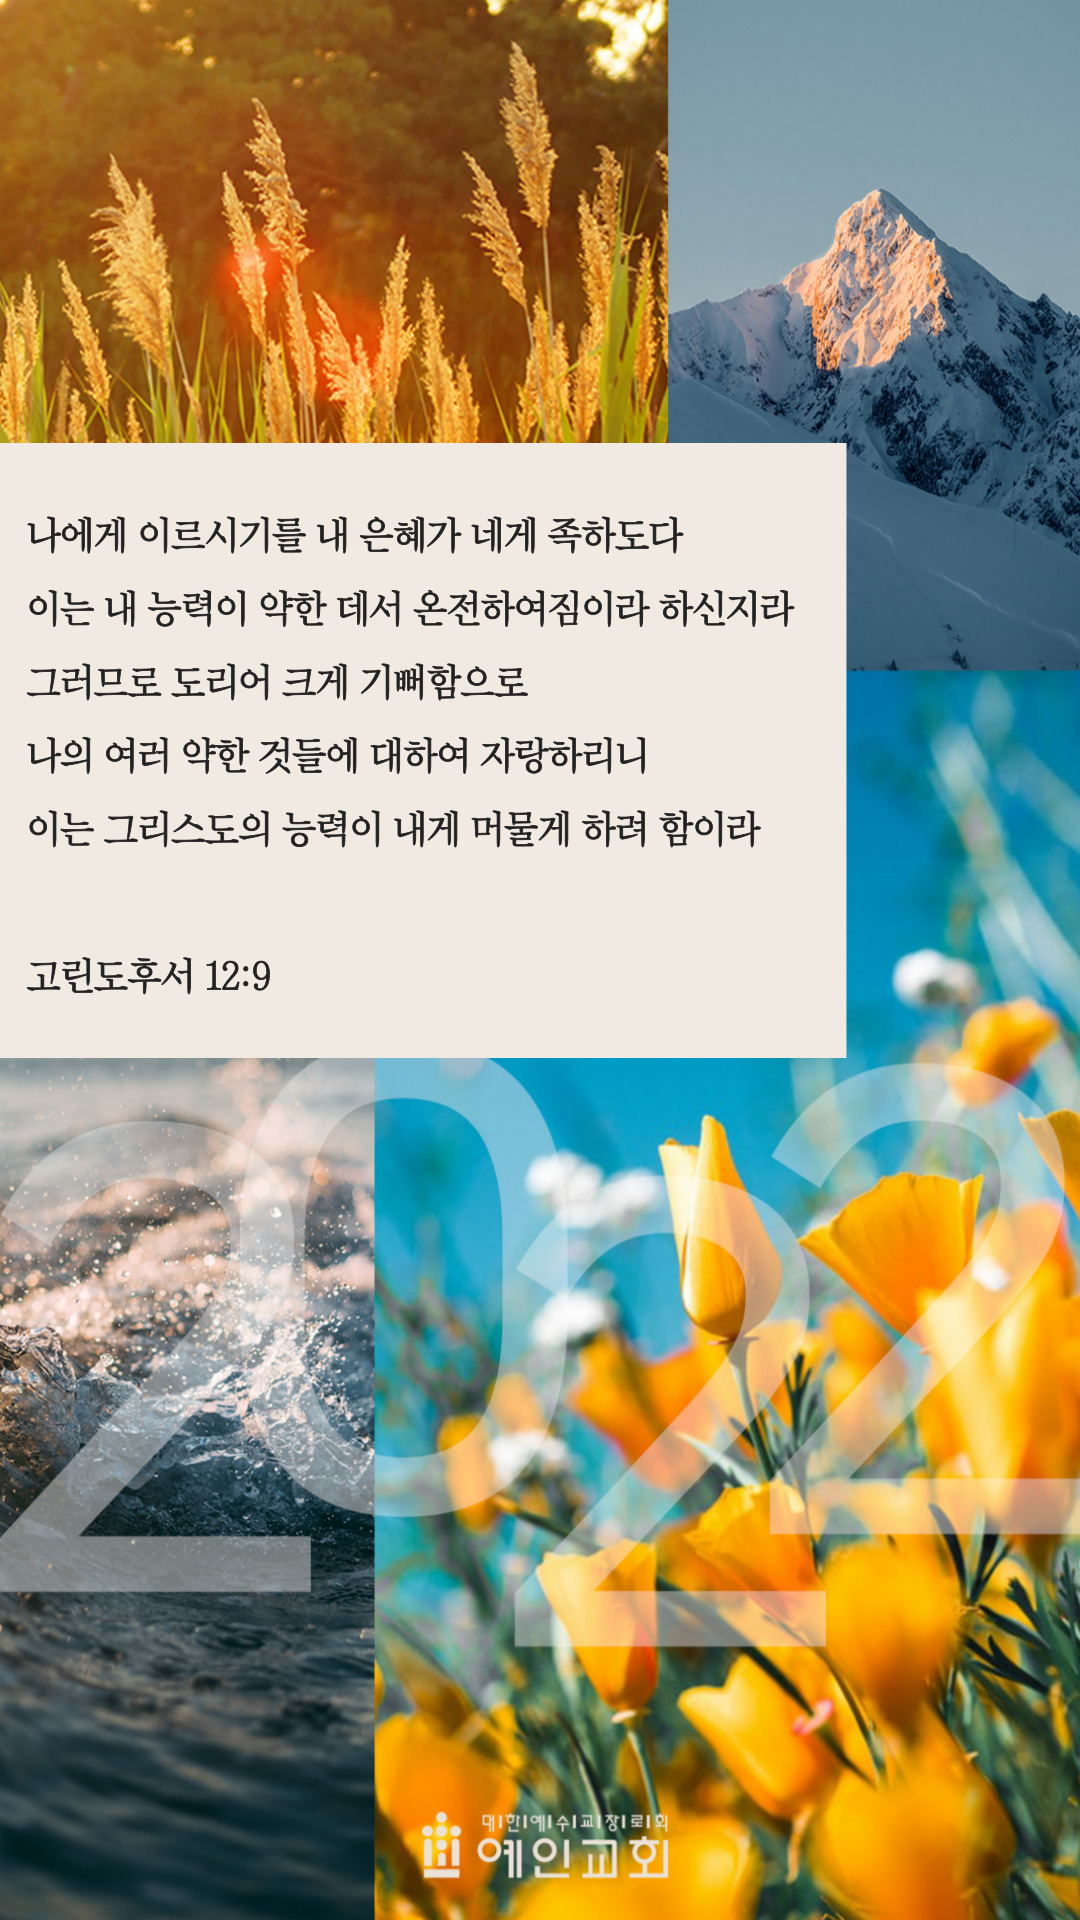 나에게 이르시기를 내 은혜가 네게 족하도다
이는 내 능력이 약한 데서 온전하여짐이라 하신지라
그러므로 도리어 크게 기뻐함으로
나의 여러 약한 것들에 대하여 자랑하리니
이는 그리스도의 능력이 내게 머물게 하려 함이라
고린도후서 12:9
2022
대한예수교장로회
예인교회